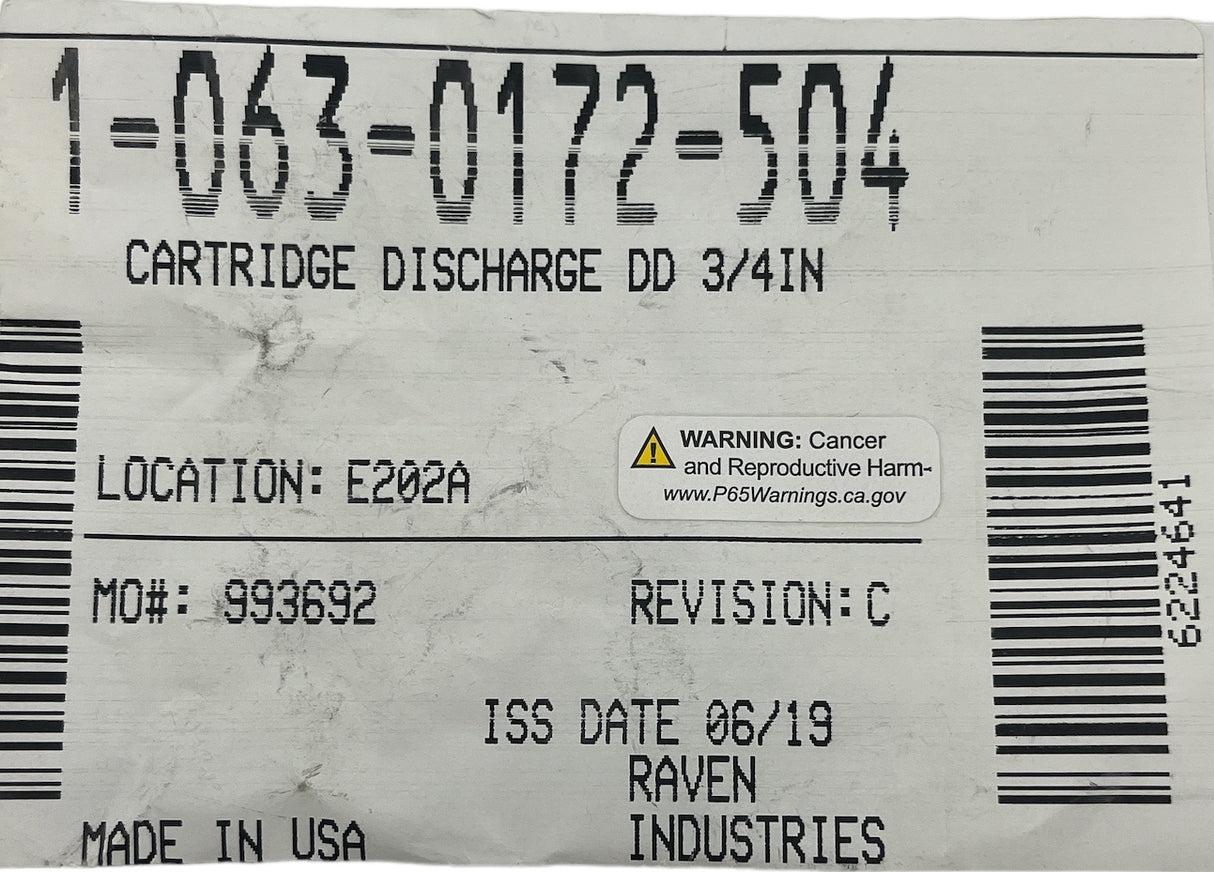 1-063-0172-504
CARTRIDGE DISCHARGE DD 3/4IN
LOCATION: E202A
WARNING: Cancer
and Reproductive Harm-
www.P65Warnings.ca.gov
6224641
MO#: 993692
REVISION: C
ISS DATE 06/19
RAVEN
INDUSTRIES
MADE IN USA